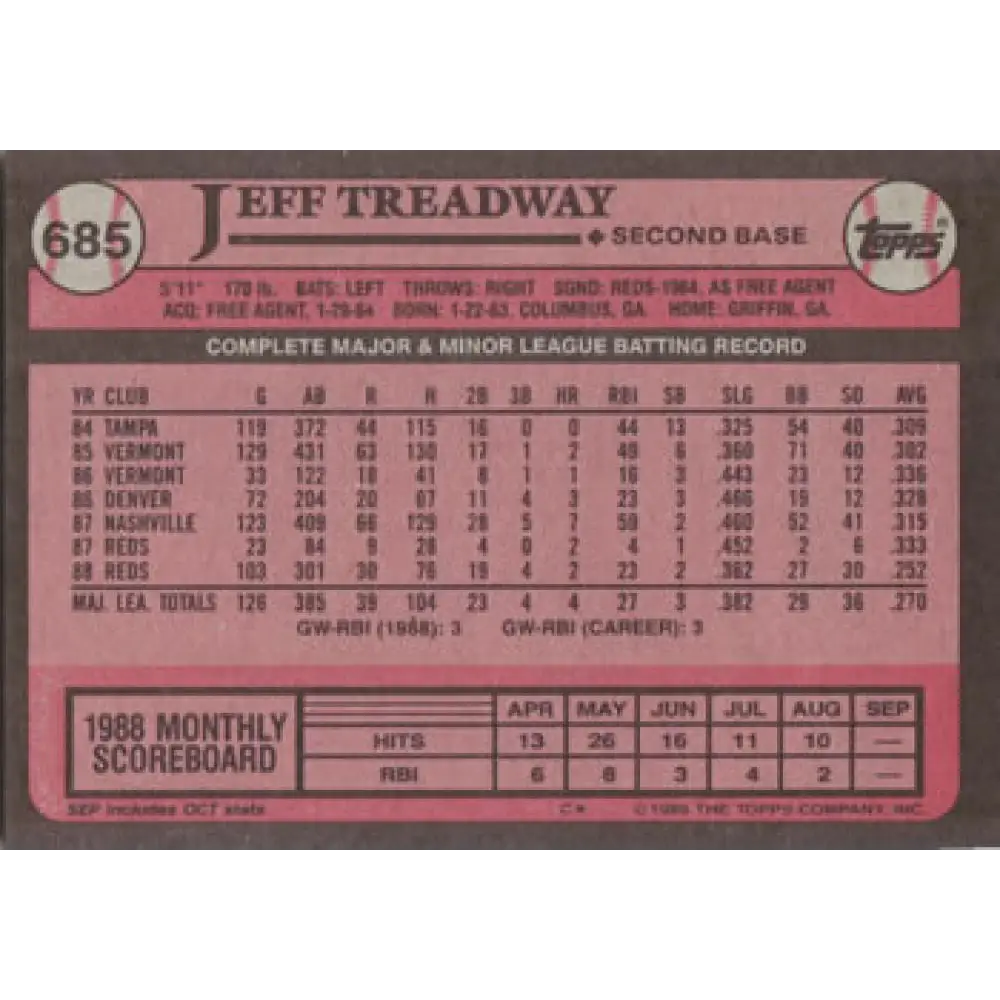 685 JEFF TREADWAY Topps®
◆ SECOND BASE
5'11" 170 lb. BATS: LEFT THROWS: RIGHT SGND: REDS-1984, AS FREE AGENT
ACQ: FREE AGENT, 1-29-84 BORN: 1-22-63, COLUMBUS, GA. HOME: GRIFFIN, GA.
COMPLETE MAJOR & MINOR LEAGUE BATTING RECORD
YR CLUB G AB R H 2B 3B HR RBI SB SLG BB SO AVG
84 TAMPA 119 372 44 115 16 0 0 44 13 .325 54 40 .309
85 VERMONT 129 431 63 130 17 1 2 49 6 .360 71 40 .302
86 VERMONT 33 122 18 41 8 1 1 16 3 .443 23 12 .336
86 DENVER 72 204 20 67 11 4 3 23 3 .466 19 12 .328
87 NASHVILLE 123 409 66 129 28 5 7 59 2 .460 52 41 .315
87 REDS 23 84 9 28 4 0 2 4 1 .452 2 6 .333
88 REDS 103 301 30 76 19 4 2 23 2 .362 27 30 .252
MAJ. LEA. TOTALS 126 385 39 104 23 4 4 27 3 .382 29 36 .270
GW-RBI (1988): 3 GW-RBI (CAREER): 3
1988 MONTHLY SCOREBOARD
APR MAY JUN JUL AUG SEP
HITS 13 26 16 11 10 —
RBI 6 8 3 4 2 —
SEP includes OCT stats C* ©1989 THE TOPPS COMPANY, INC.